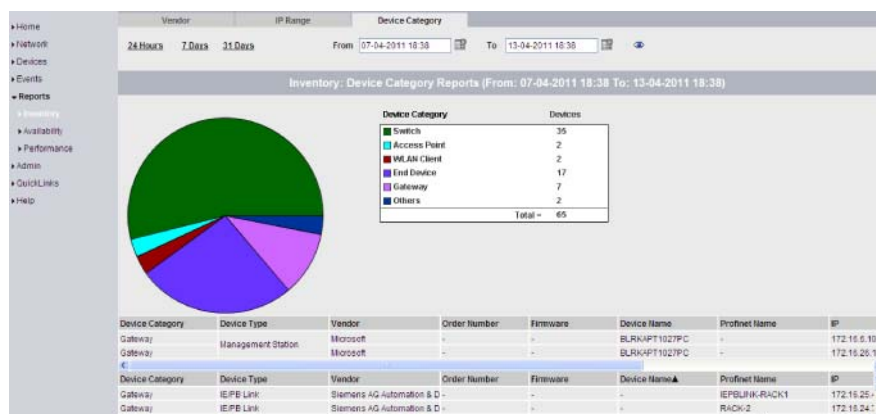 Vendor
IP Range
Device Category
Home
Network
Devices
Events
Reports
Inventory
Availability
Performance
Admin
QuickLinks
Help
24 Hours 7 Days 31 Days From 07-04-2011 18:38 To 13-04-2011 18:38
Inventory: Device Category Reports (From: 07-04-2011 18:38 To: 13-04-2011 18:38)
Device Category Devices
Switch 35
Access Point 2
WLAN Client 2
End Device 17
Gateway 7
Others 2
Total = 65
Device Category Device Type Vendor Order Number Firmware Device Name Profinet Name IP
Gateway Management Station Microsoft - - BLRKAPT1027PC - 172.16.6.10
Gateway Microsoft - - BLRKAPT1027PC 172.16.26.1
Device Category Device Type Vendor Order Number Firmware Device Name▲ Profinet Name IP
Gateway IE/PB Link Siemens AG Automation & D - - - IEPBLINK-RACK1 172.16.25.
Gateway IE/PB Link Siemens AG Automation & D - - - RACK-2 172.16.24.